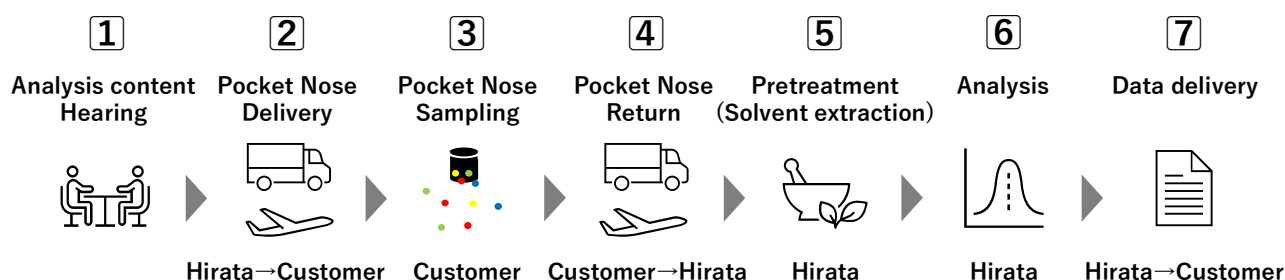 1
Analysis content
Hearing
2
Pocket Nose
Delivery
Hirata→Customer
3
Pocket Nose
Sampling
Customer
4
Pocket Nose
Return
Customer→Hirata
5
Pretreatment
(Solvent extraction)
Hirata
6
Analysis
Hirata
7
Data delivery
Hirata→Customer